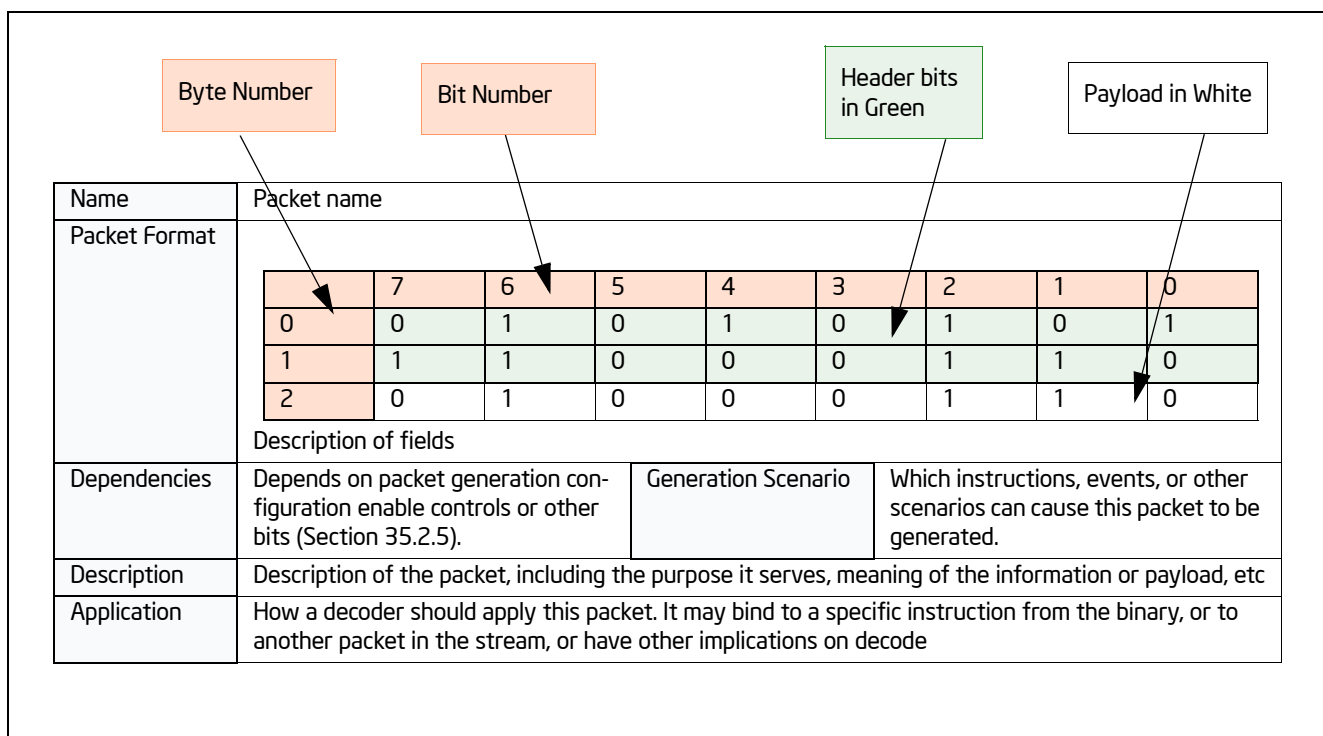 Byte Number
Bit Number
Header bits
in Green
Payload in White
Name Packet name
Packet Format
7 6 5 4 3 2 1 0
0 0 1 0 1 0 1 0 1
1 1 1 0 0 0 1 1 0
2 0 1 0 0 0 1 1 0
Description of fields
Dependencies
Depends on packet generation con-
figuration enable controls or other
bits (Section 35.2.5).
Generation Scenario
Which instructions, events, or other
scenarios can cause this packet to be
generated.
Description Description of the packet, including the purpose it serves, meaning of the information or payload, etc
Application How a decoder should apply this packet. It may bind to a specific instruction from the binary, or to
another packet in the stream, or have other implications on decode